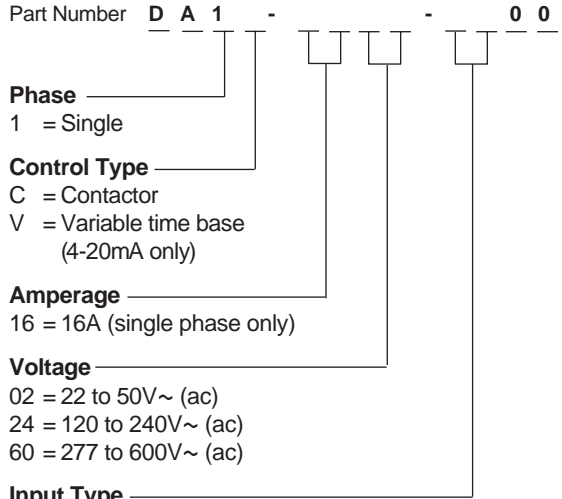 Part Number D A 1 - - 0 0
Phase
1 = Single
Control Type
C = Contactor
V = Variable time base
(4-20mA only)
Amperage
16 = 16A (single phase only)
Voltage
02 = 22 to 50V~ (ac)
24 = 120 to 240V~ (ac)
60 = 277 to 600V~ (ac)
Input Type